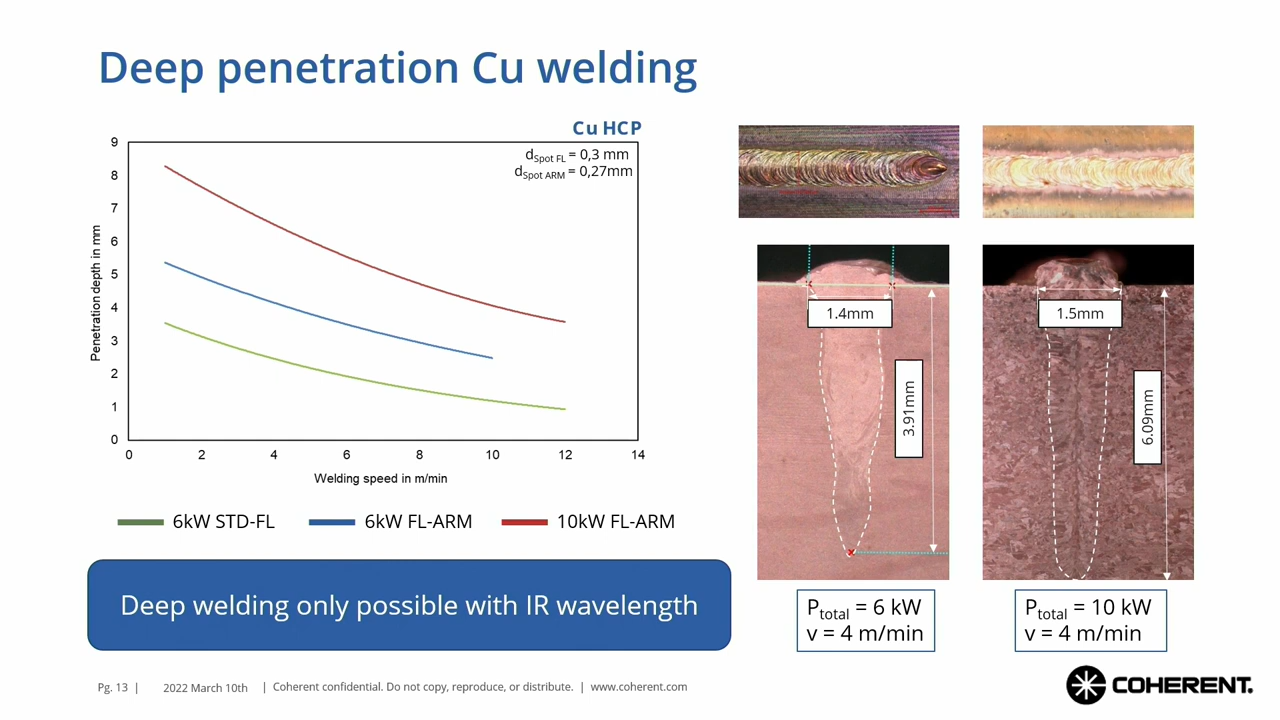 Deep penetration Cu welding
Cu HCP
dSpot FL = 0,3 mm
dSpot ARM = 0,27mm
Penetration depth in mm
9
8
7
6
5
4
3
2
1
0
0 2 4 6 8 10 12 14
Welding speed in m/min
6kW STD-FL 6kW FL-ARM 10kW FL-ARM
Deep welding only possible with IR wavelength
1.4mm
3.91mm
1.5mm
6.09mm
Ptotal = 6 kW
v = 4 m/min
Ptotal = 10 kW
v = 4 m/min
Pg. 13 | 2022 March 10th | Coherent confidential. Do not copy, reproduce, or distribute. | www.coherent.com
COHERENT.